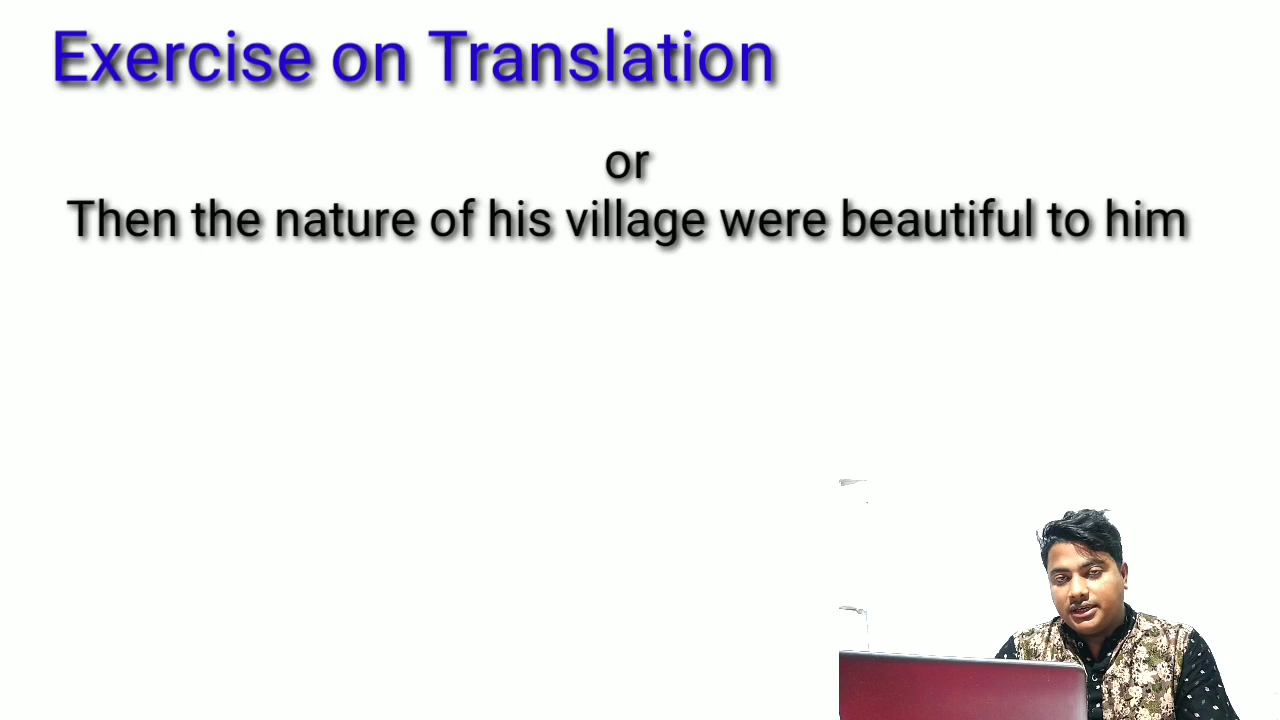 Exercise on Translation
or
Then the nature of his village were beautiful to him